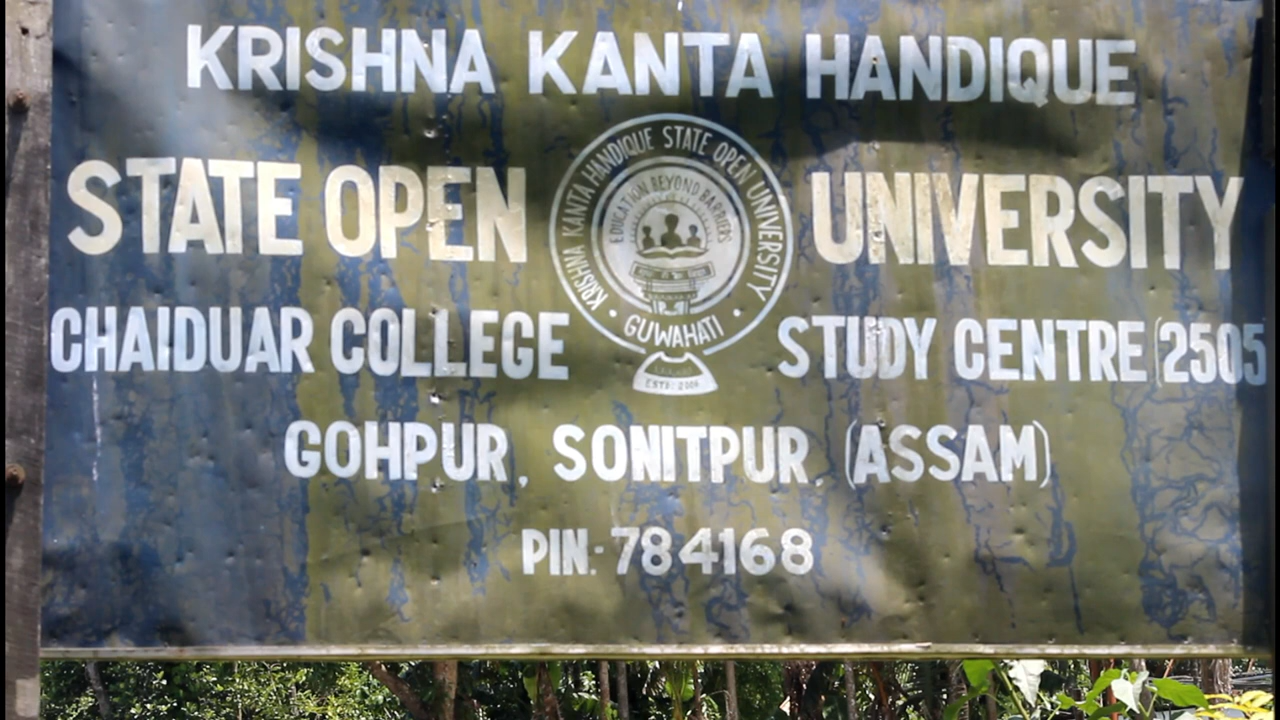 KRISHNA KANTA HANDIQUE
STATE OPEN UNIVERSITY
KRISHNA KANTA HANDIQUE STATE OPEN UNIVERSITY
EDUCATION BEYOND BARRIERS
• GUWAHATI •
ESTD: 2006
CHAIDUAR COLLEGE STUDY CENTRE (2505
GOHPUR, SONITPUR, (ASSAM)
PIN:784168